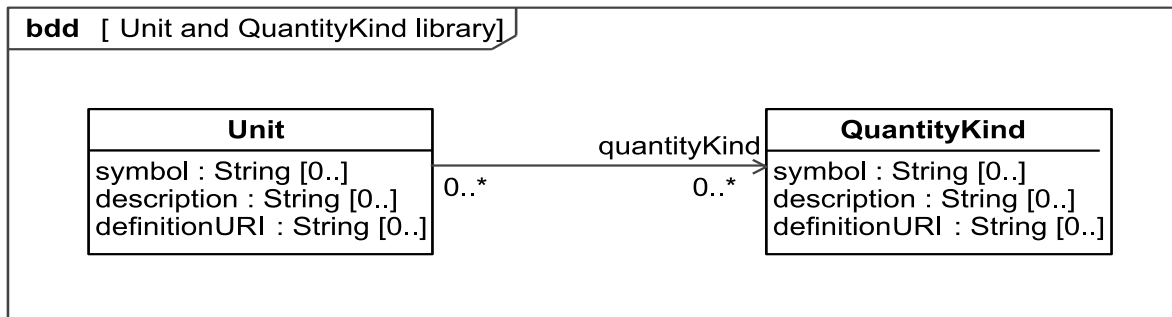 bdd [ Unit and QuantityKind library]
Unit
symbol : String [0..]
description : String [0..]
definitionURI : String [0..]
quantityKind
0..*
0..*
QuantityKind
symbol : String [0..]
description : String [0..]
definitionURI : String [0..]